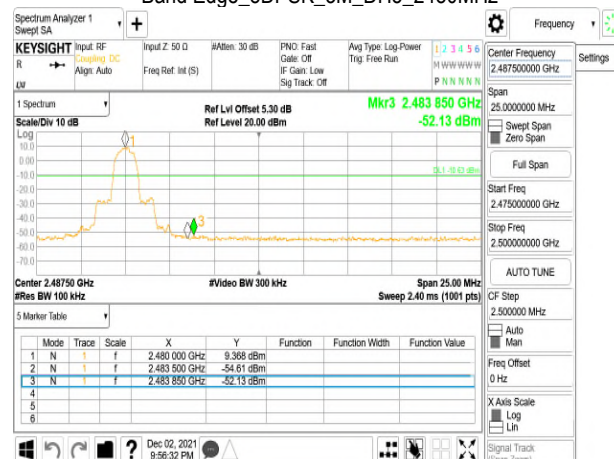 Spectrum Analyzer 1
Swept SA
Frequency
Settings
KEYSIGHT
R
Input: RF
Coupling: DC
Align: Auto
Input Z: 50 Ω
Freq Ref: Int (S)
#Atten: 30 dB
PNO: Fast
Gate: Off
IF Gain: Low
Sig Track: Off
Avg Type: Log-Power
Trig: Free Run
1 2 3 4 5 6
M W W W W W
P N N N N N
Center Frequency
2.487500000 GHz
Span
25.0000000 MHz
Swept Span
Zero Span
Full Span
Start Freq
2.475000000 GHz
Stop Freq
2.500000000 GHz
AUTO TUNE
CF Step
2.500000 MHz
Auto
Man
Freq Offset
0 Hz
X Axis Scale
Log
Lin
Signal Track
1 Spectrum
Scale/Div 10 dB
Ref Lvl Offset 5.30 dB
Ref Level 20.00 dBm
Mkr3 2.483 850 GHz
-52.13 dBm
Log
10.0
0.00
-10.0
-20.0
-30.0
-40.0
-50.0
-60.0
-70.0
1
3
DL1 -10.63 dBm
Center 2.48750 GHz
#Res BW 100 kHz
#Video BW 300 kHz
Span 25.00 MHz
Sweep 2.40 ms (1001 pts)
5 Marker Table
Mode Trace Scale X Y Function Function Width Function Value
1 N 1 f 2.480 000 GHz 9.368 dBm
2 N 1 f 2.483 500 GHz -54.61 dBm
3 N 1 f 2.483 850 GHz -52.13 dBm
4
5
6
?
Dec 02, 2021
9:56:32 PM